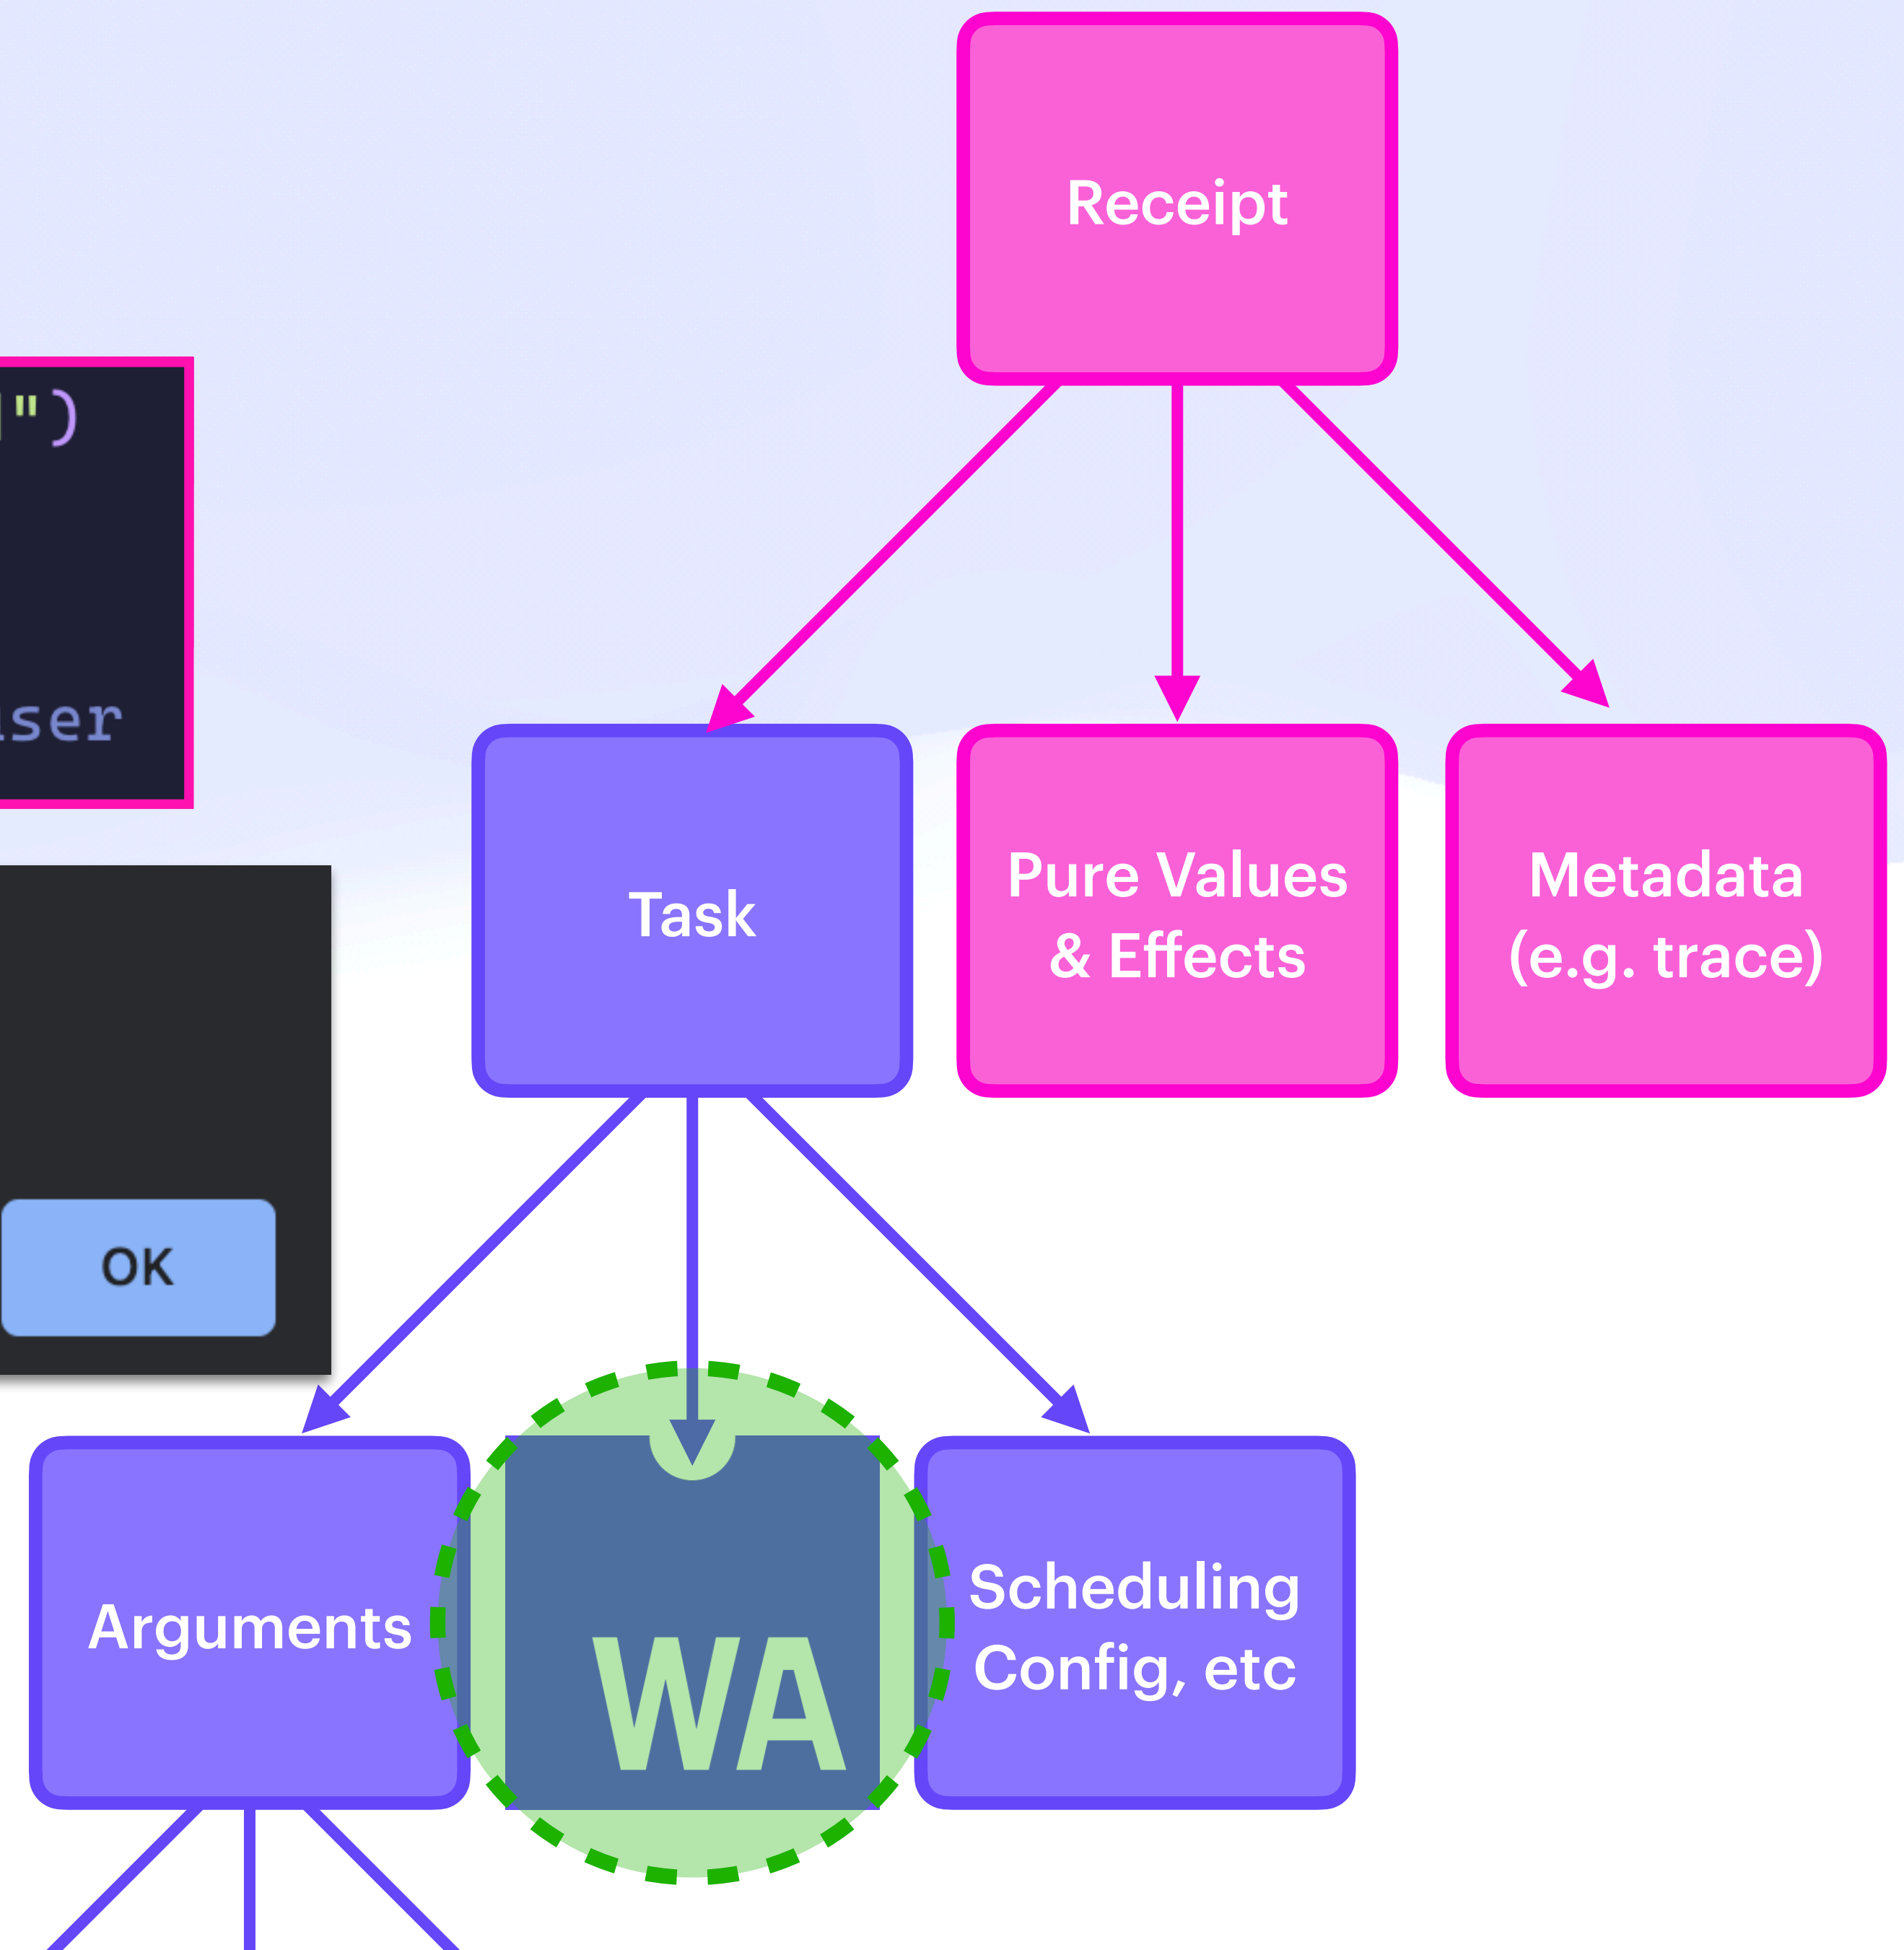 Receipt
")
ser
Task
Pure Values
& Effects
Metadata
(e.g. trace)
OK
Arguments
WA
Scheduling
Config, etc